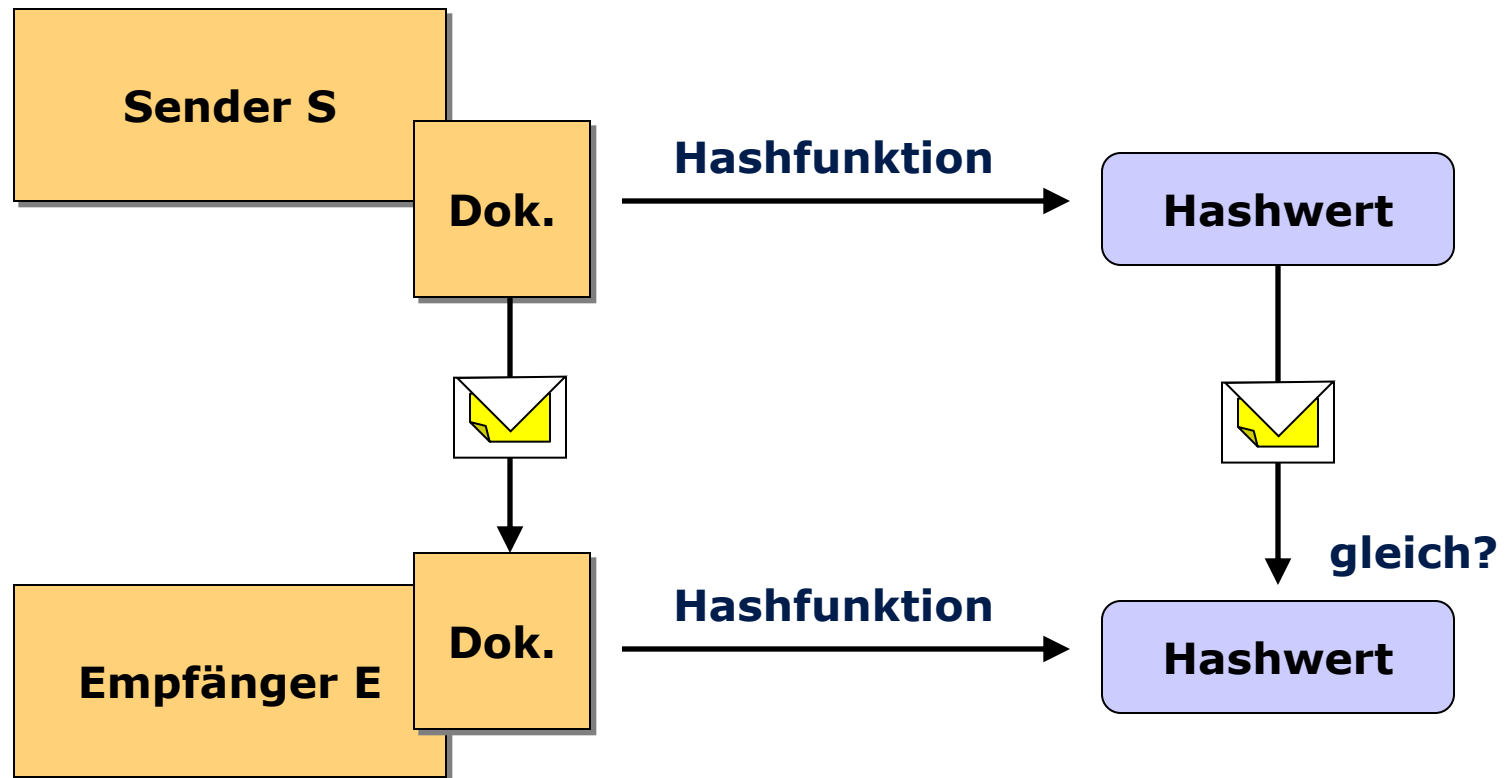 Sender S
Dok.
Hashfunktion
Hashwert
gleich?
Empfänger E
Dok.
Hashfunktion
Hashwert